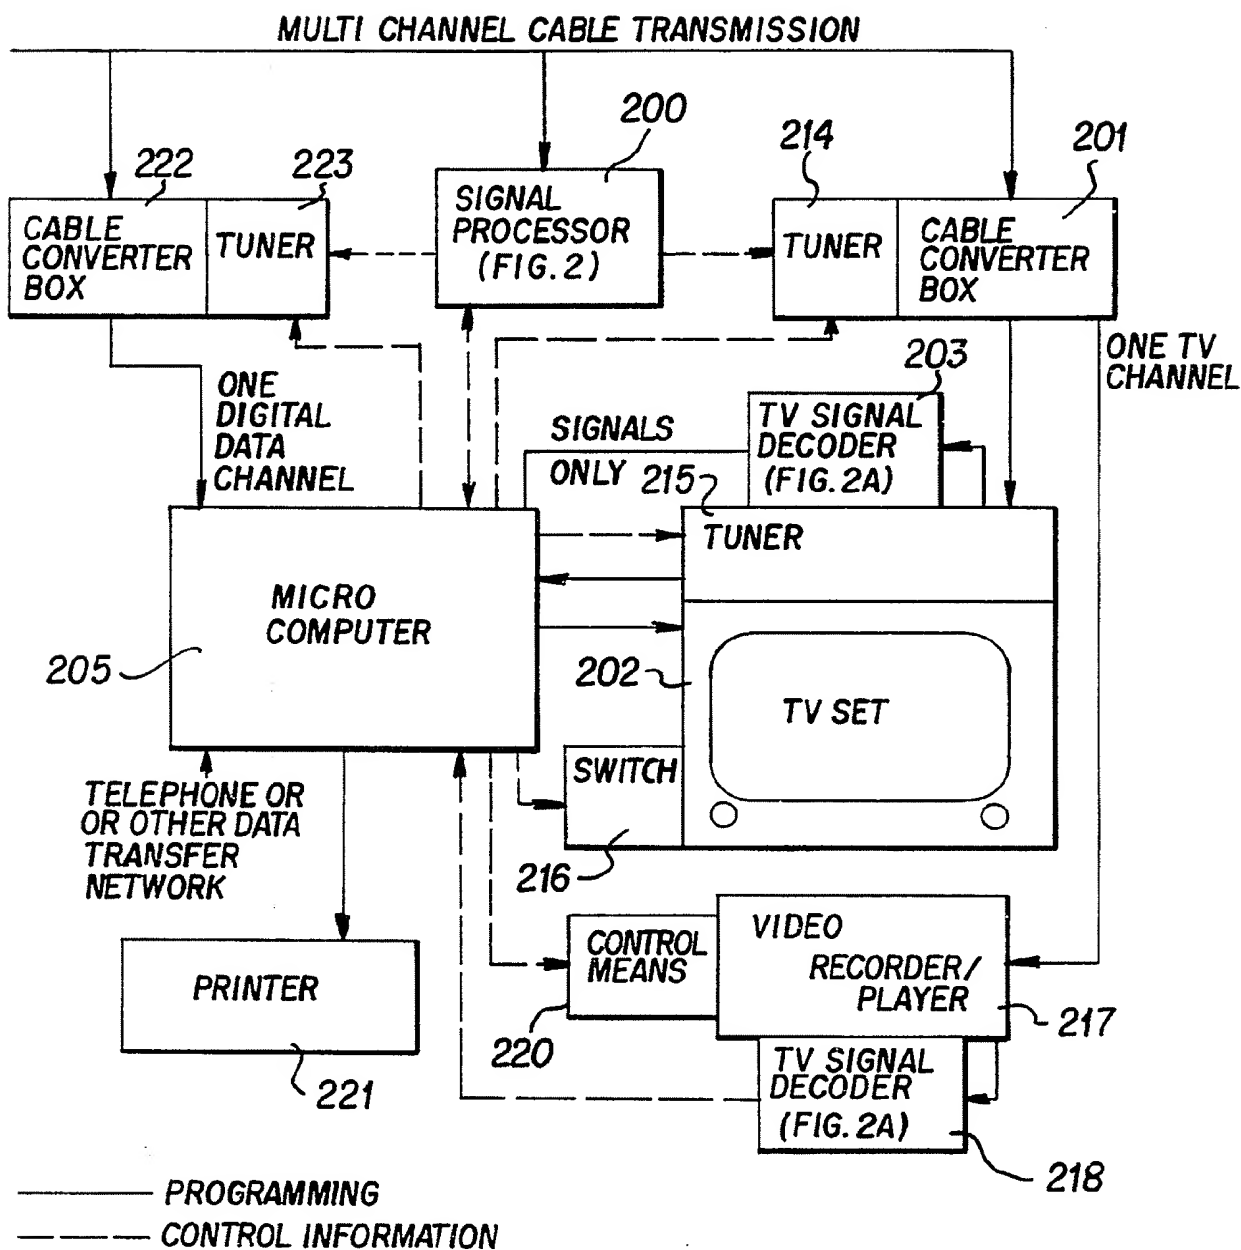 MULTI CHANNEL CABLE TRANSMISSION
200
214
201
222
223
CABLE
CONVERTER
BOX
TUNER
SIGNAL
PROCESSOR
(FIG. 2)
TUNER
CABLE
CONVERTER
BOX
ONE TV
CHANNEL
203
ONE
DIGITAL
DATA
CHANNEL
SIGNALS
ONLY
TV SIGNAL
DECODER
(FIG. 2A)
215
TUNER
MICRO
COMPUTER
205
202
TV SET
SWITCH
216
TELEPHONE OR
OR OTHER DATA
TRANSFER
NETWORK
PRINTER
221
CONTROL
MEANS
220
VIDEO
RECORDER/
PLAYER
217
TV SIGNAL
DECODER
(FIG. 2A)
218
PROGRAMMING
CONTROL INFORMATION